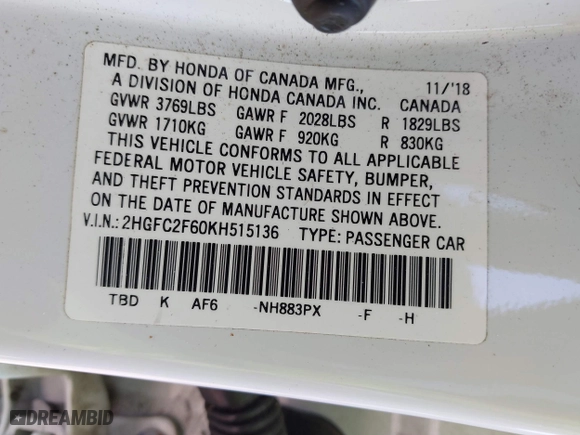 MFD. BY HONDA OF CANADA MFG., 11/'18
A DIVISION OF HONDA CANADA INC. CANADA
GVWR 3769LBS GAWR F 2028LBS R 1829LBS
GVWR 1710KG GAWR F 920KG R 830KG
THIS VEHICLE CONFORMS TO ALL APPLICABLE
FEDERAL MOTOR VEHICLE SAFETY, BUMPER,
AND THEFT PREVENTION STANDARDS IN EFFECT
ON THE DATE OF MANUFACTURE SHOWN ABOVE.
V.I.N.: 2HGFC2F60KH515136 TYPE: PASSENGER CAR
TBD K AF6 -NH883PX -F -H
DREAMBID